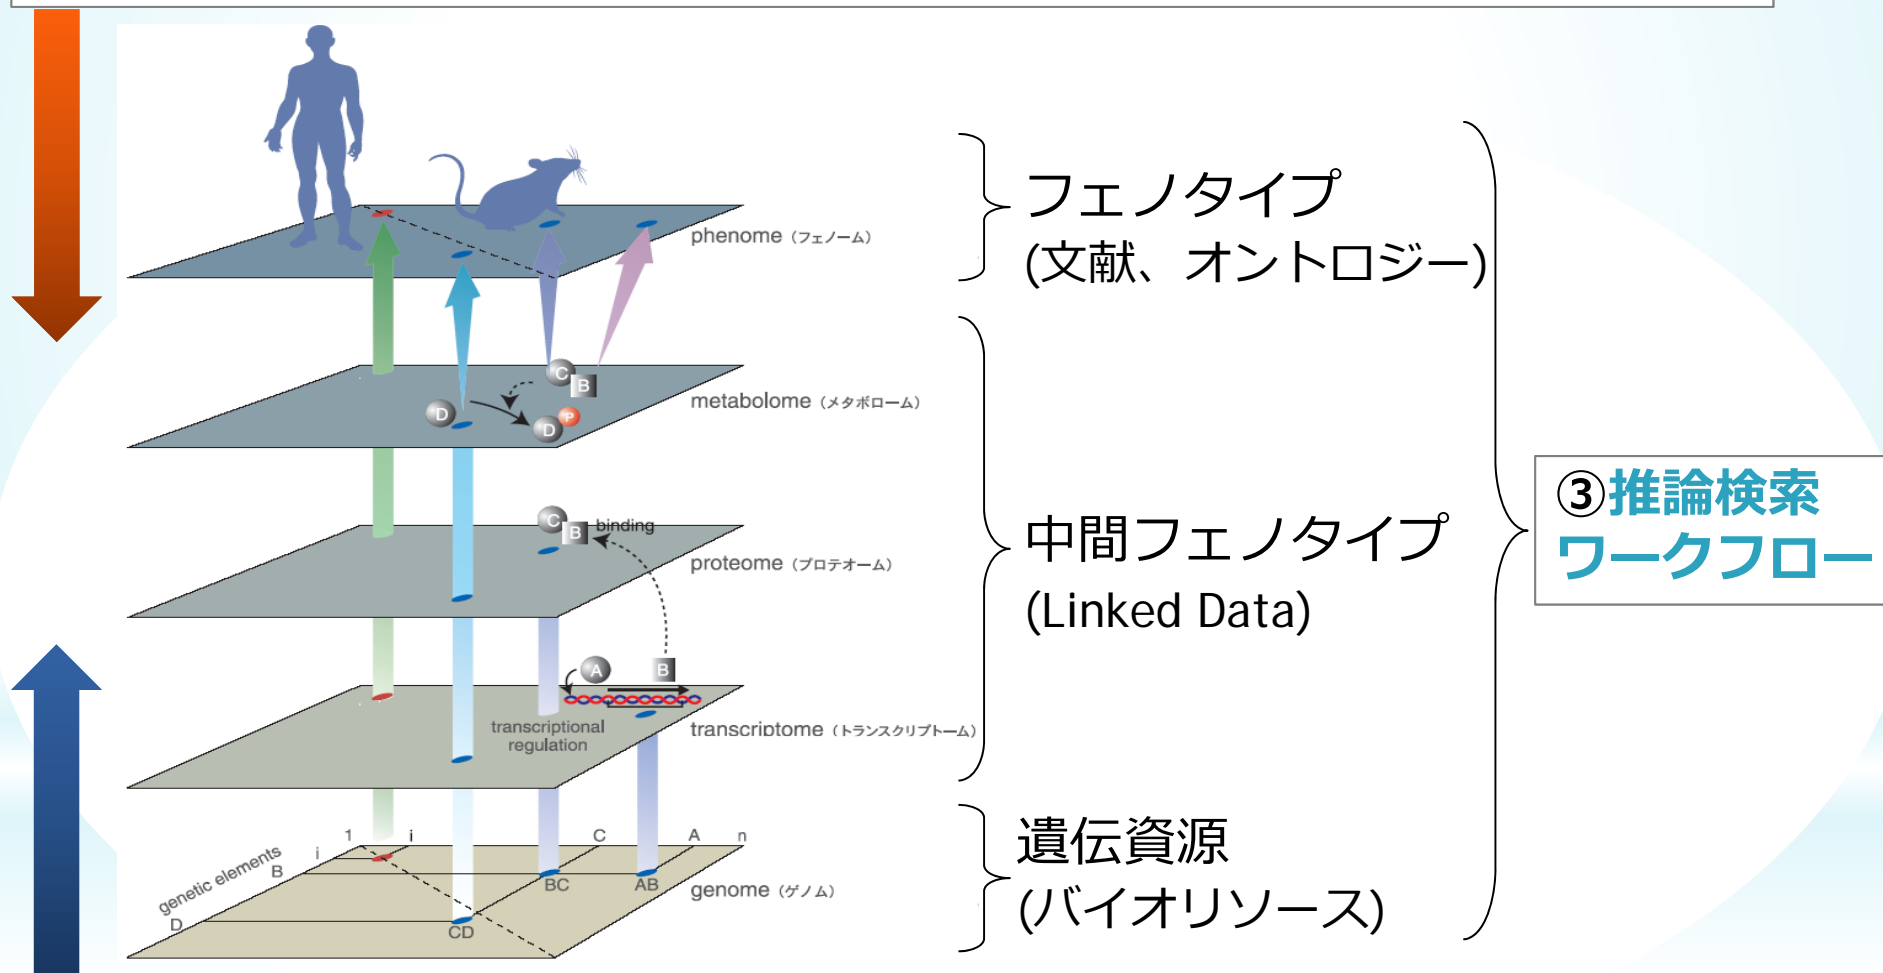 phenome（フェノーム）
フェノタイプ
(文献、オントロジー)
C
B
D
D
P
metabolome（メタボローム）
③推論検索
ワークフロー
C
B
binding
proteome（プロテオーム）
中間フェノタイプ
(Linked Data)
A
B
transcriptional
regulation
transcriptome（トランスクリプトーム）
1
i
C
A
n
genetic elements
i
B
D
BC
AB
CD
genome（ゲノム）
遺伝資源
(バイオリソース)